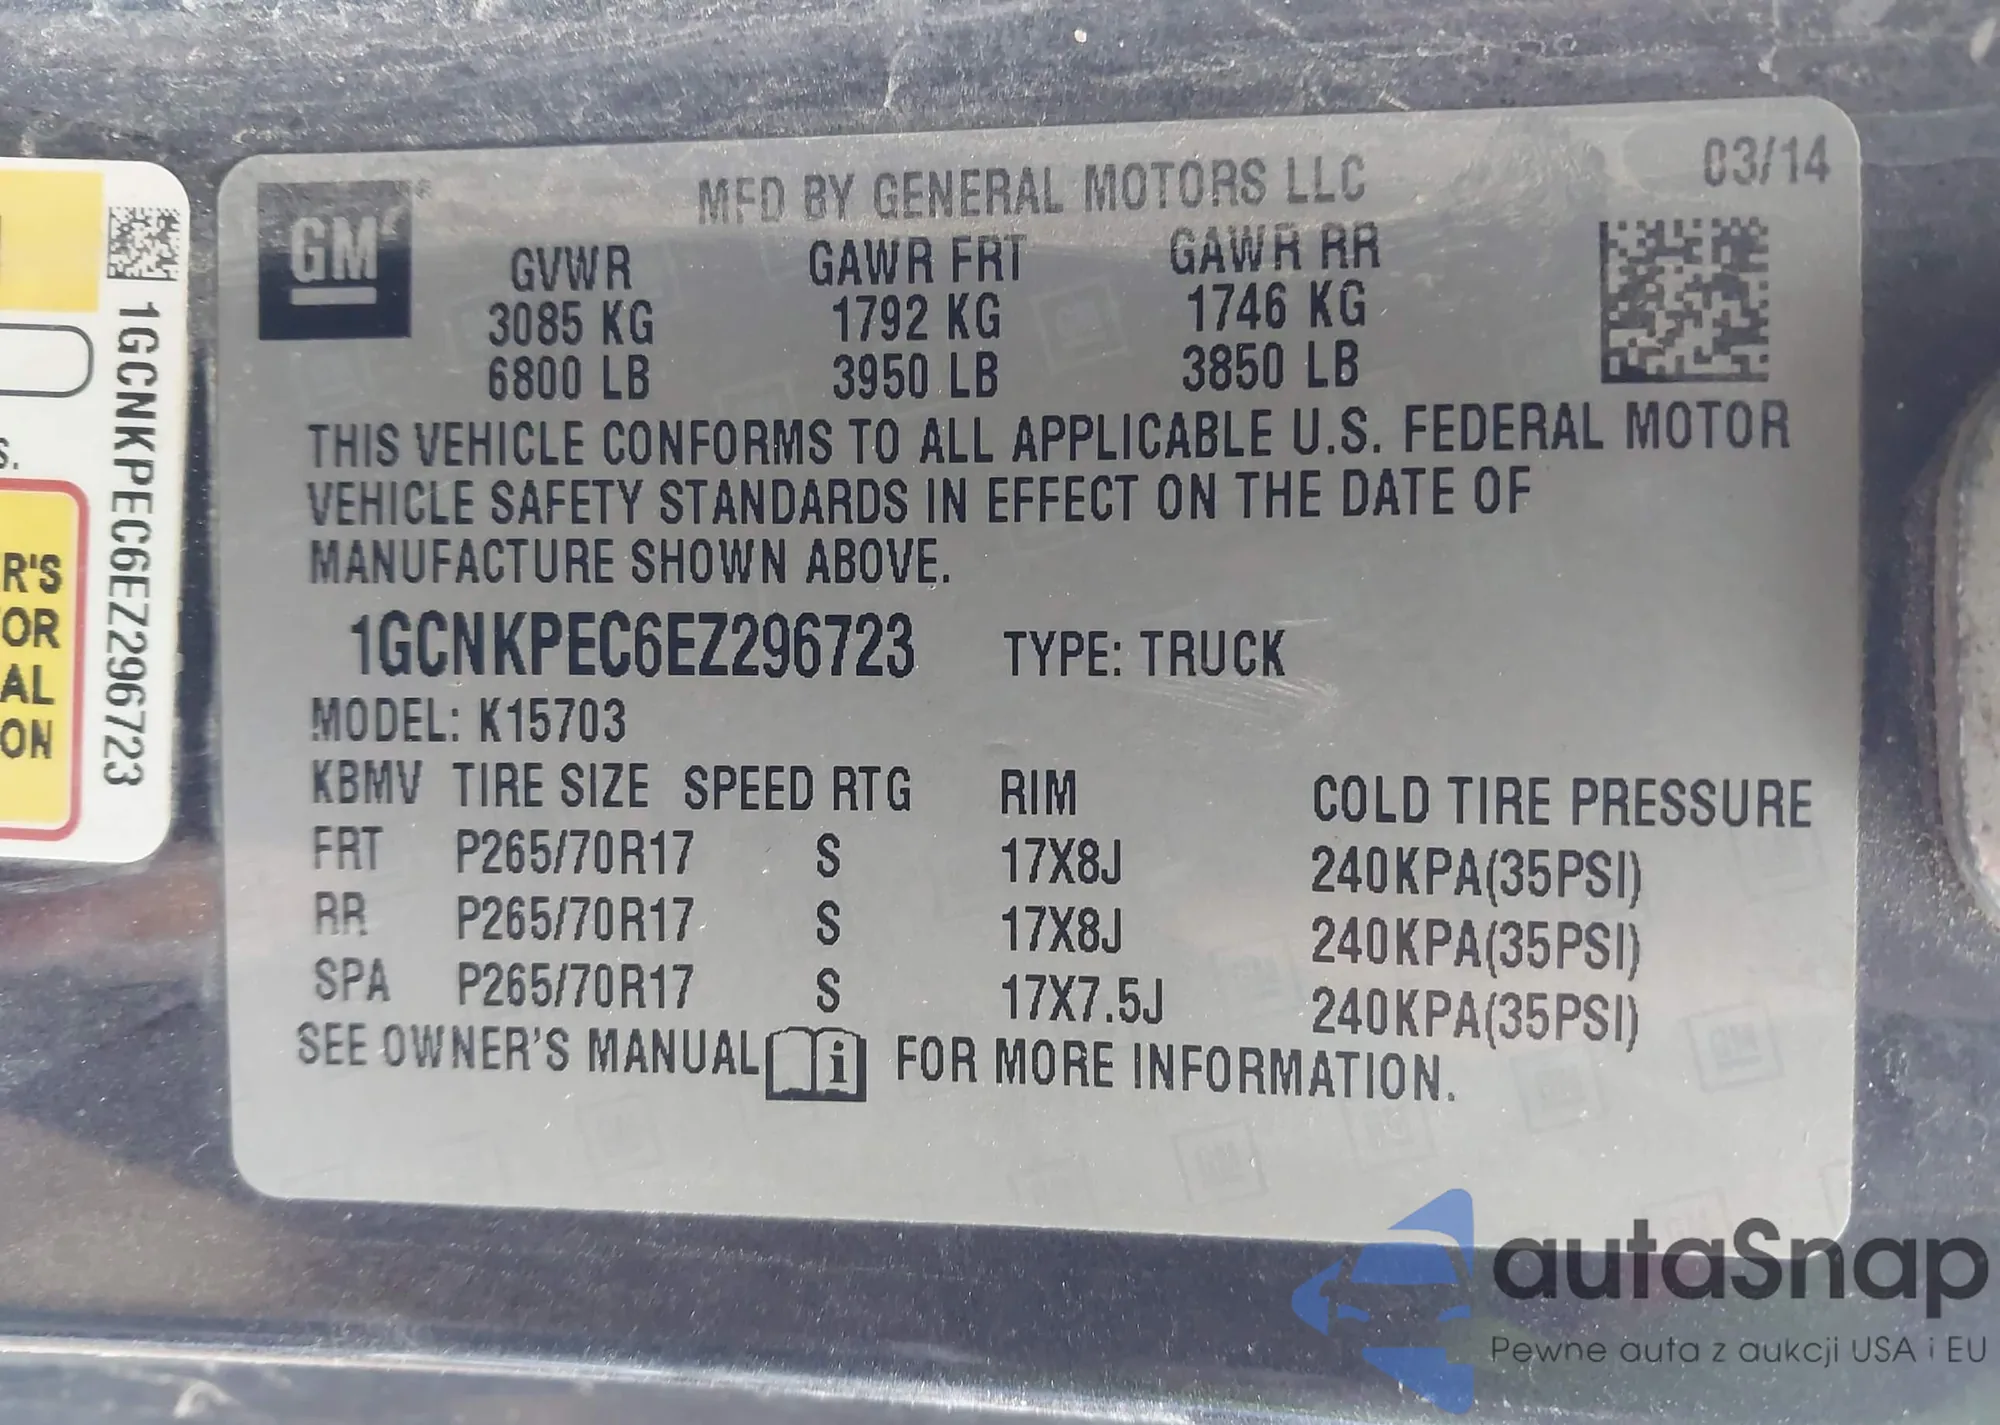 R'S
OR
AL
ON
S.
1GCNKPEC6EZ296723
GM
MFD BY GENERAL MOTORS LLC 03/14
GVWR GAWR FRT GAWR RR
3085 KG 1792 KG 1746 KG
6800 LB 3950 LB 3850 LB
THIS VEHICLE CONFORMS TO ALL APPLICABLE U.S. FEDERAL MOTOR
VEHICLE SAFETY STANDARDS IN EFFECT ON THE DATE OF
MANUFACTURE SHOWN ABOVE.
1GCNKPEC6EZ296723 TYPE: TRUCK
MODEL: K15703
KBMV TIRE SIZE SPEED RTG RIM COLD TIRE PRESSURE
FRT P265/70R17 S 17X8J 240KPA(35PSI)
RR P265/70R17 S 17X8J 240KPA(35PSI)
SPA P265/70R17 S 17X7.5J 240KPA(35PSI)
SEE OWNER'S MANUAL FOR MORE INFORMATION.
autaSnap
Pewne auta z aukcji USA i EU